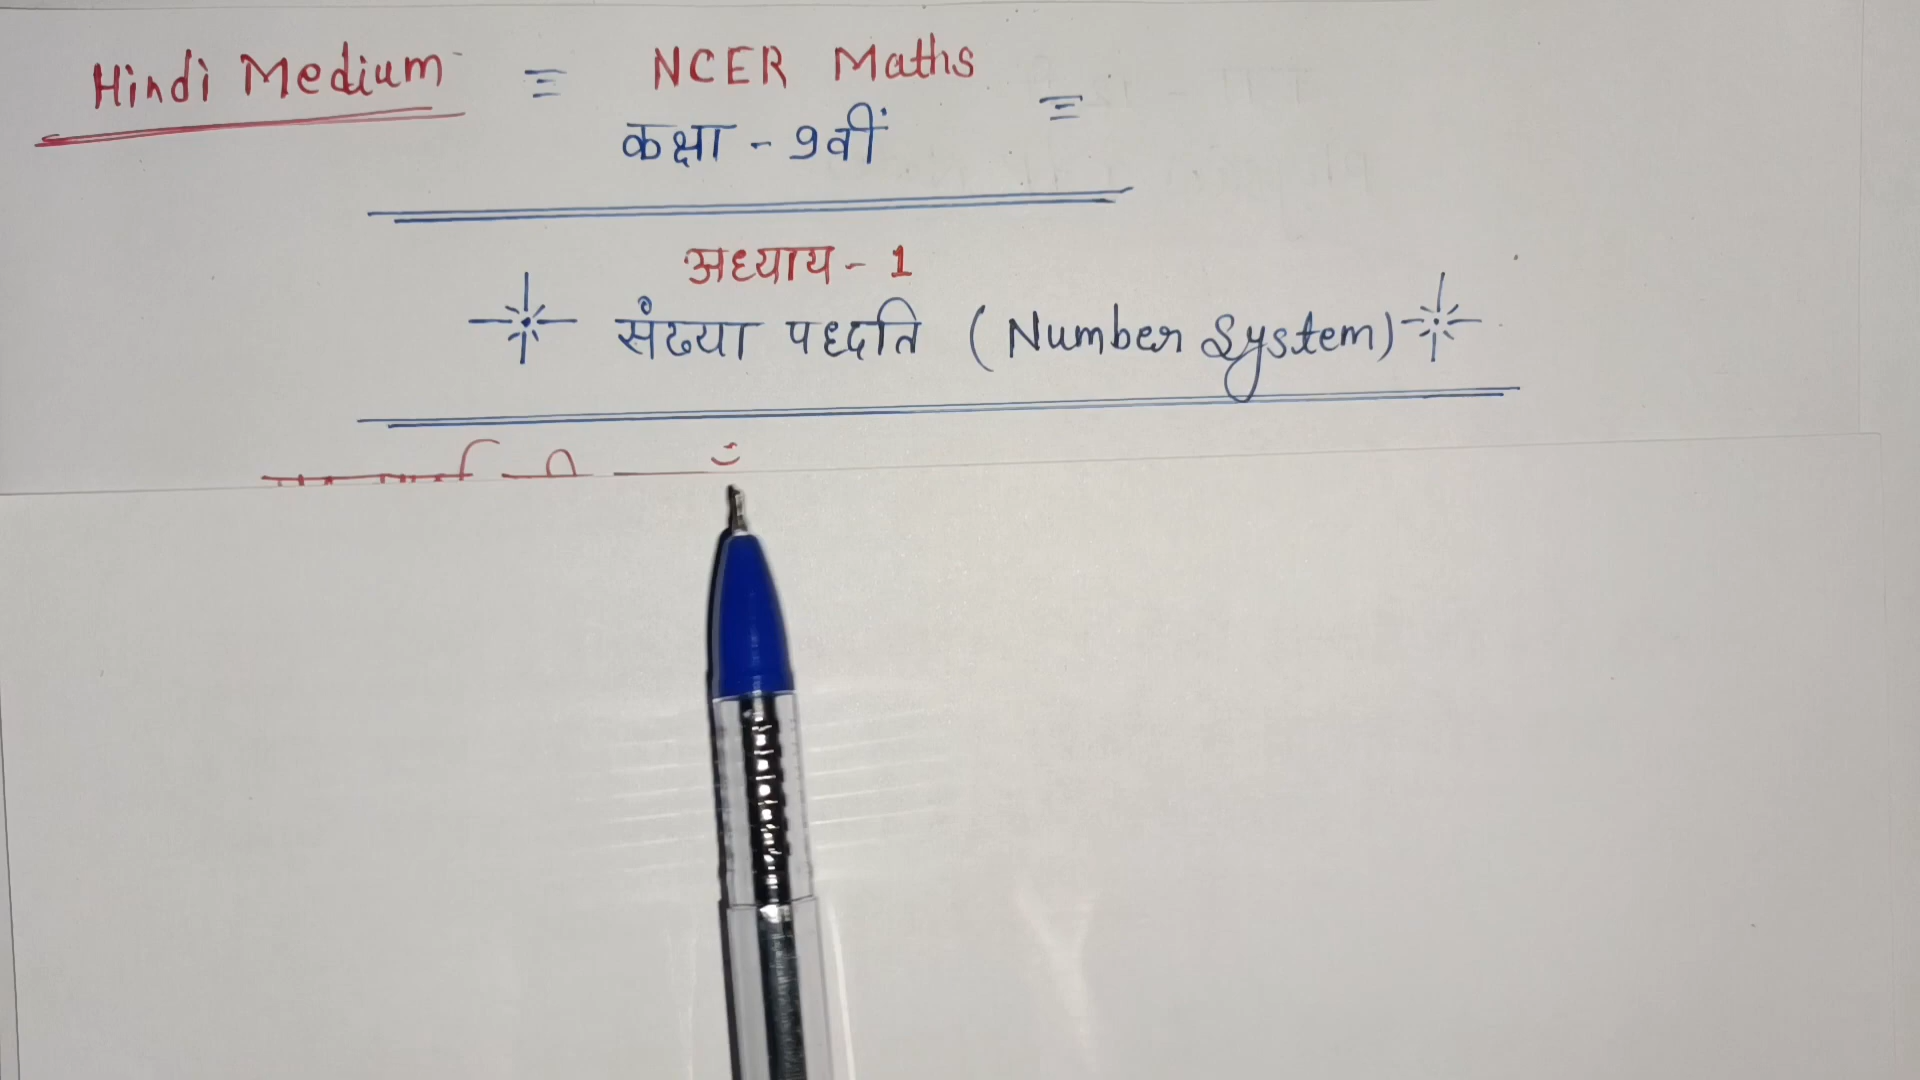 Hindi Medium
NCER Maths
कक्षा - 9वीं
अध्याय - 1
संख्या पद्धति (Number System)